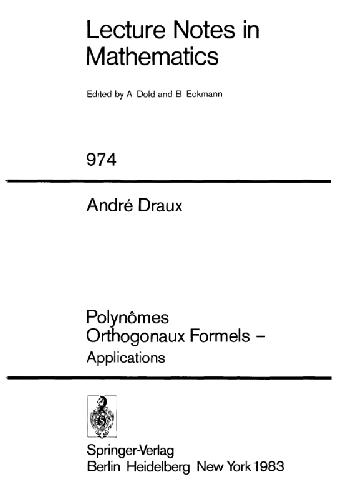 Lecture Notes in
Mathematics
Edited by A. Dold and B. Eckmann
974
André Draux
Polynômes
Orthogonaux Formels –
Applications
Springer-Verlag
Berlin Heidelberg New York 1983